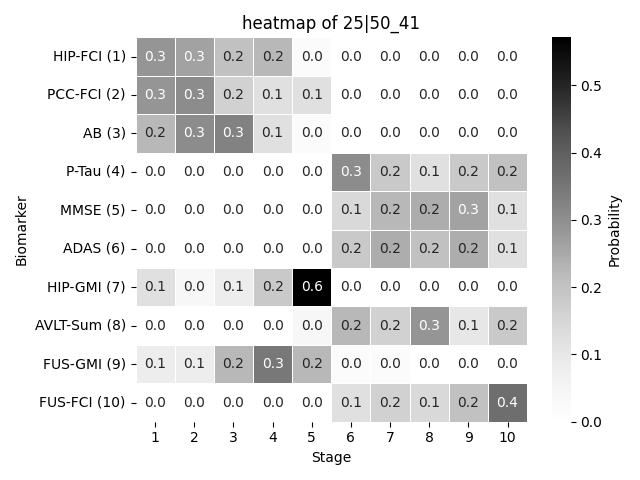 heatmap of 25|50_41
HIP-FCI (1) 0.3 0.3 0.2 0.2 0.0 0.0 0.0 0.0 0.0 0.0
PCC-FCI (2) 0.3 0.3 0.2 0.1 0.1 0.0 0.0 0.0 0.0 0.0
AB (3) 0.2 0.3 0.3 0.1 0.0 0.0 0.0 0.0 0.0 0.0
P-Tau (4) 0.0 0.0 0.0 0.0 0.0 0.3 0.2 0.1 0.2 0.2
MMSE (5) 0.0 0.0 0.0 0.0 0.0 0.1 0.2 0.2 0.3 0.1
ADAS (6) 0.0 0.0 0.0 0.0 0.0 0.2 0.2 0.2 0.2 0.1
HIP-GMI (7) 0.1 0.0 0.1 0.2 0.6 0.0 0.0 0.0 0.0 0.0
AVLT-Sum (8) 0.0 0.0 0.0 0.0 0.0 0.2 0.2 0.3 0.1 0.2
FUS-GMI (9) 0.1 0.1 0.2 0.3 0.2 0.0 0.0 0.0 0.0 0.0
FUS-FCI (10) 0.0 0.0 0.0 0.0 0.0 0.1 0.2 0.1 0.2 0.4
1 2 3 4 5 6 7 8 9 10
Stage
Biomarker
0.5
0.4
0.3
0.2
0.1
0.0
Probability